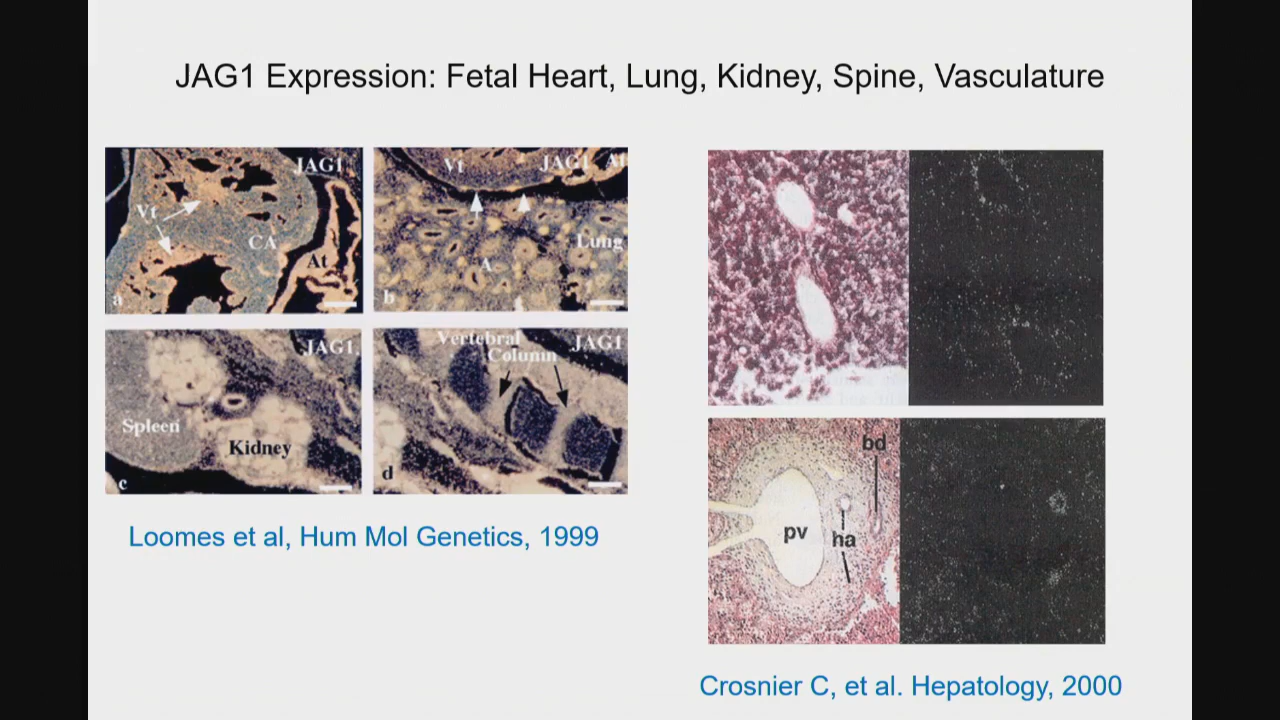 JAG1 Expression: Fetal Heart, Lung, Kidney, Spine, Vasculature
JAG1
Vt
CA
At
a
Vt
JAG1
At
Lung
A
b
JAG1
Spleen
Kidney
c
Vertebral
Column
JAG1
d
bd
pv
ha
Loomes et al, Hum Mol Genetics, 1999
Crosnier C, et al. Hepatology, 2000